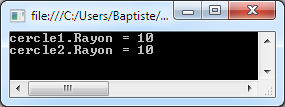 file:///C:/Users/Baptiste/...
cercle1.Rayon = 10
cercle2.Rayon = 10